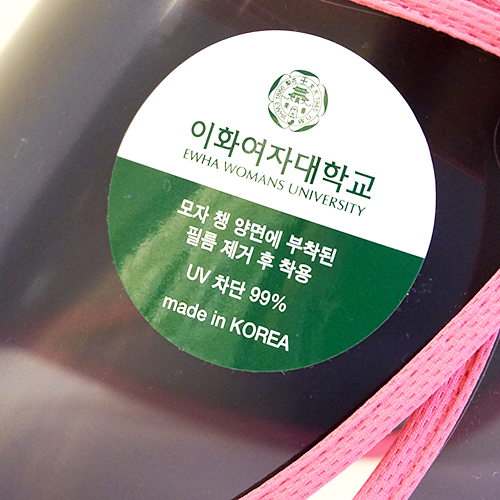 이화여자대학교
EWHA WOMANS UNIVERSITY
모자 챙 양면에 부착된
필름 제거 후 착용
UV 차단 99%
made in KOREA